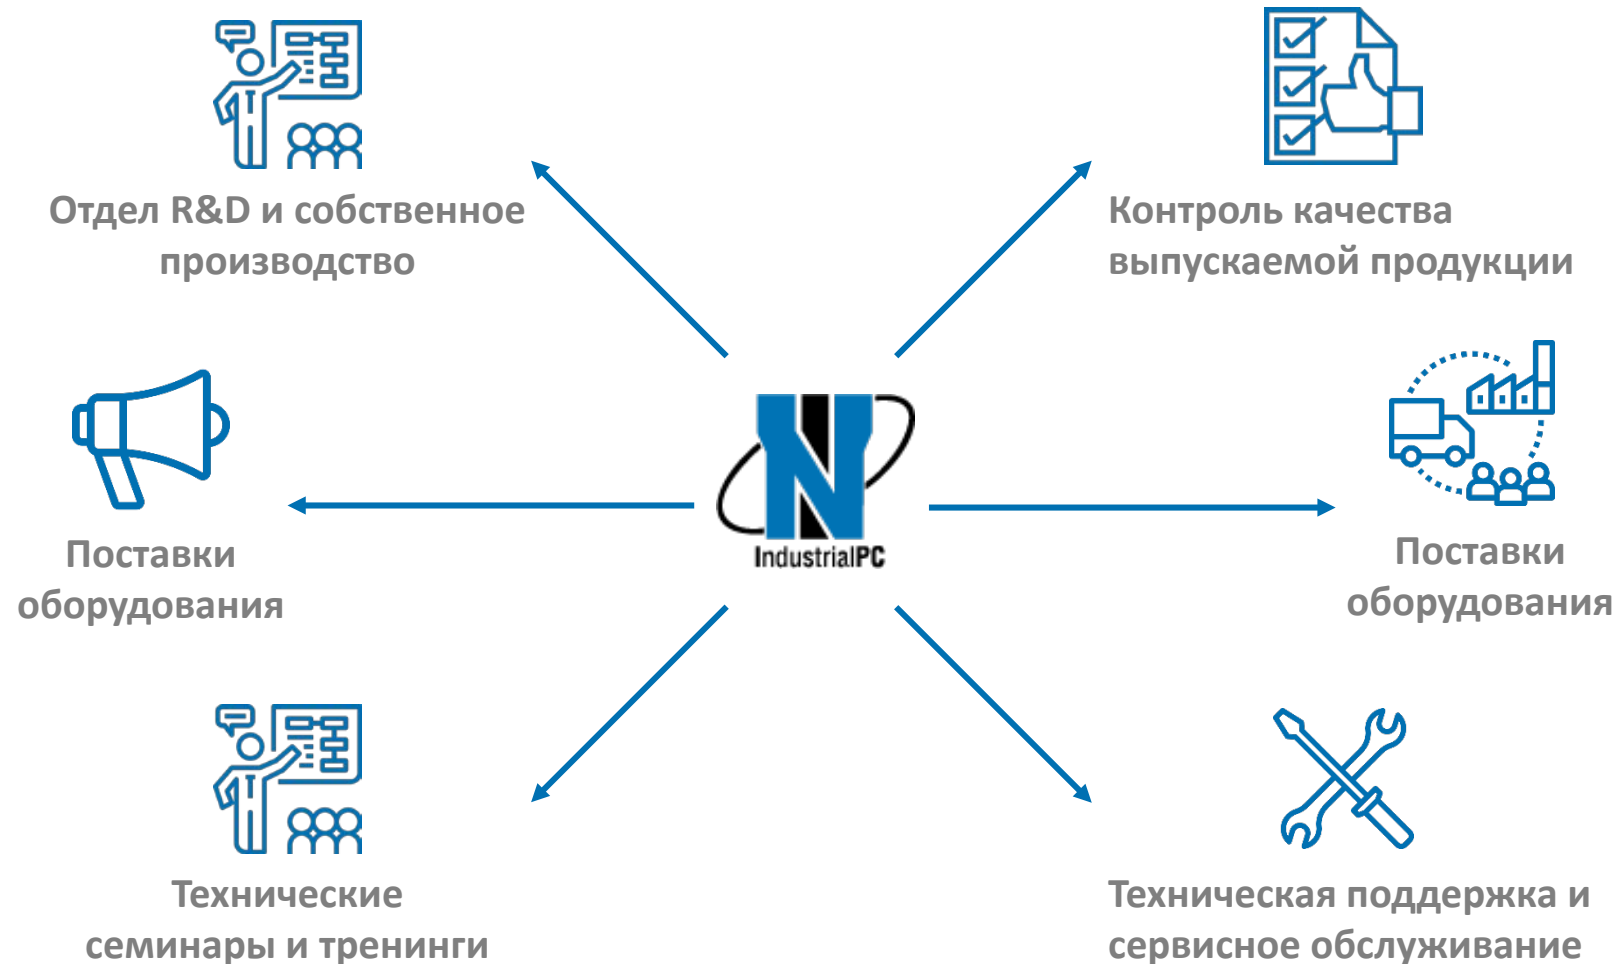 Отдел R&D и собственное
производство
Контроль качества
выпускаемой продукции
Поставки
оборудования
IndustrialPC
Поставки
оборудования
Технические
семинары и тренинги
Техническая поддержка и
сервисное обслуживание